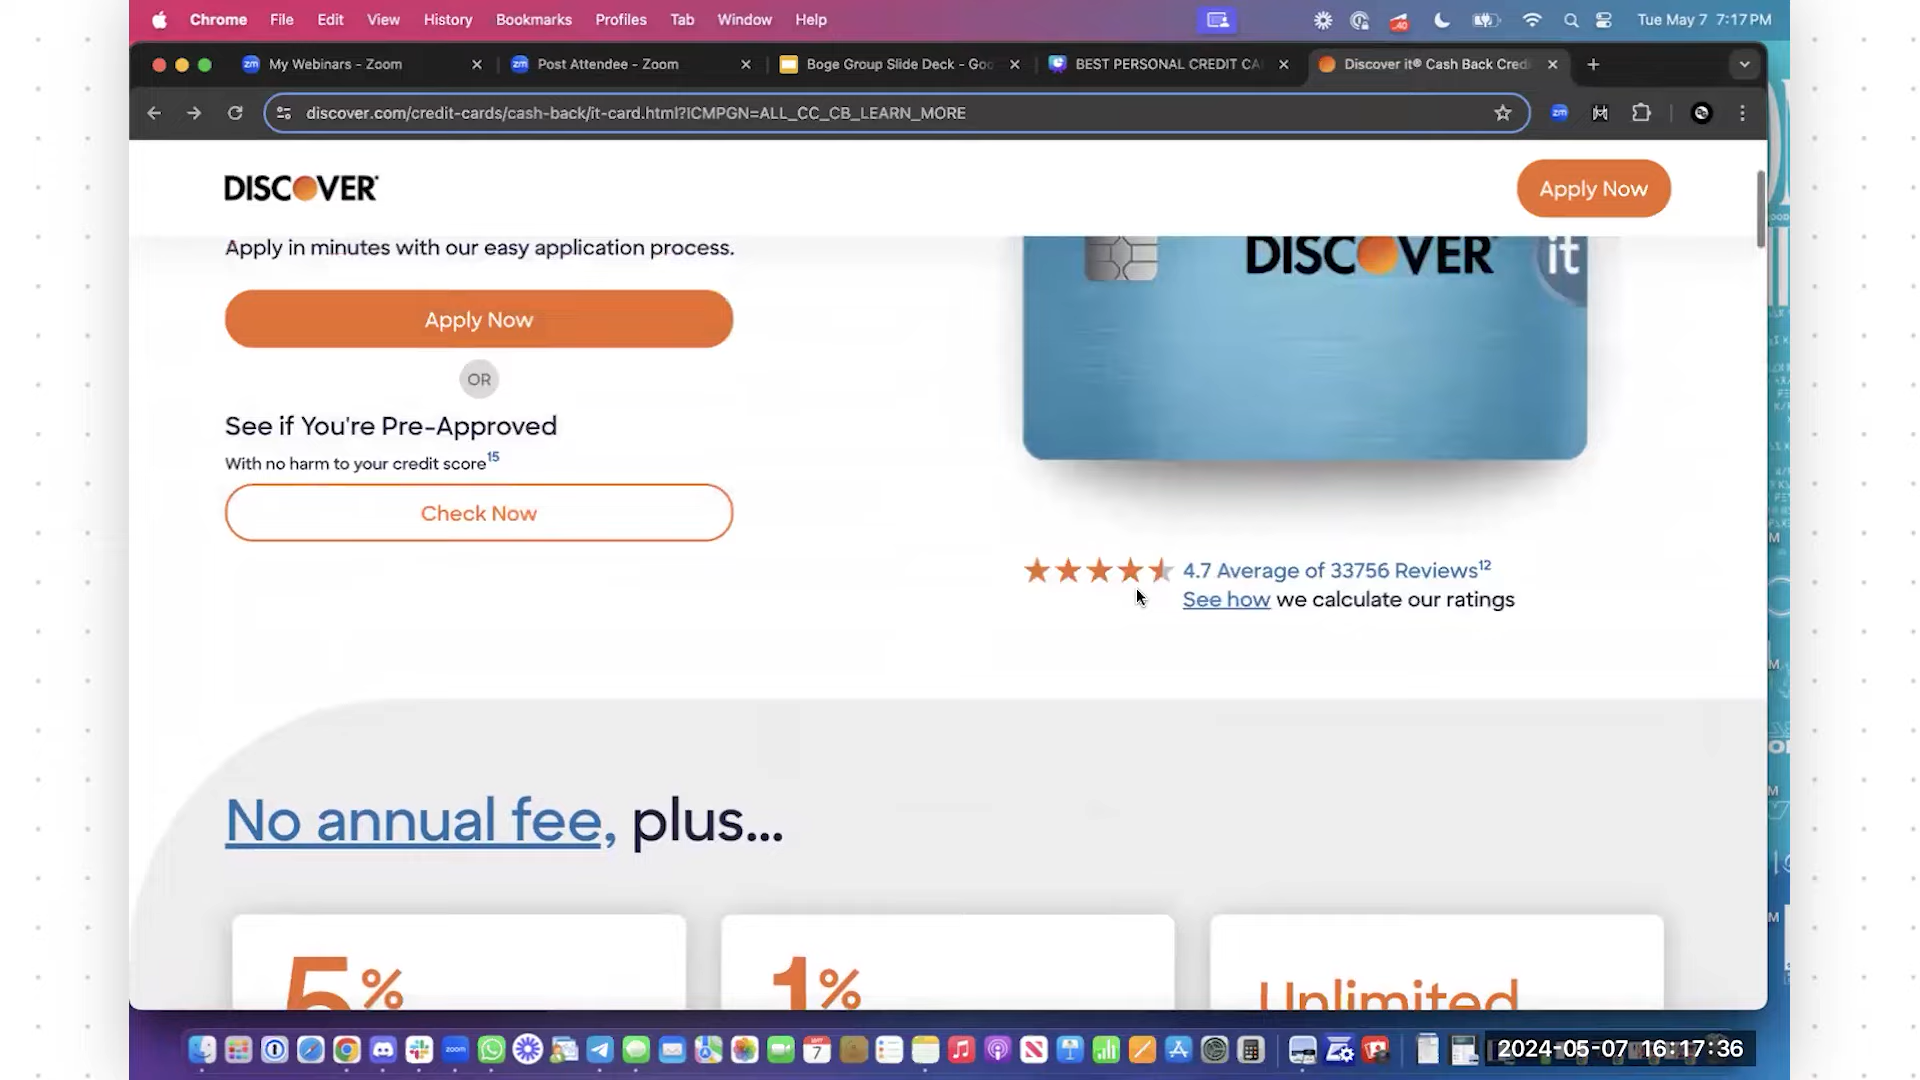 Chrome File Edit View History Bookmarks Profiles Tab Window Help
Tue May 7 7:17 PM
My Webinars - Zoom
Post Attendee - Zoom
Boge Group Slide Deck - Goo
BEST PERSONAL CREDIT CA
Discover it® Cash Back Credi
discover.com/credit-cards/cash-back/it-card.html?ICMPGN=ALL_CC_CB_LEARN_MORE
DISCOVER
Apply Now
Apply in minutes with our easy application process.
DISCOVER it
Apply Now
OR
See if You're Pre-Approved
With no harm to your credit score15
Check Now
4.7 Average of 33756 Reviews12
See how we calculate our ratings
No annual fee, plus...
5%
1%
Unlimited
zoom
7
2024-05-07 16:17:36